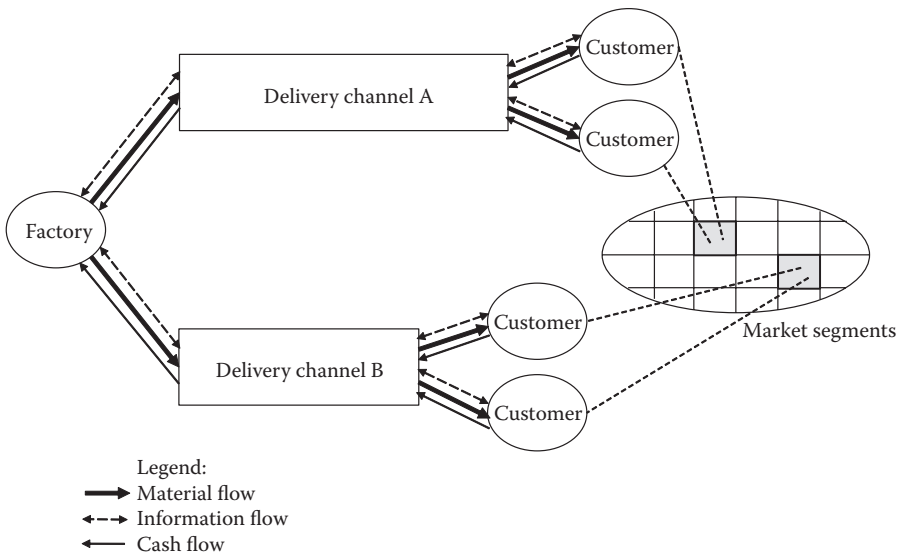 Customer
Delivery channel A
Customer
Factory
Customer
Market segments
Delivery channel B
Customer
Legend:
Material flow
Information flow
Cash flow